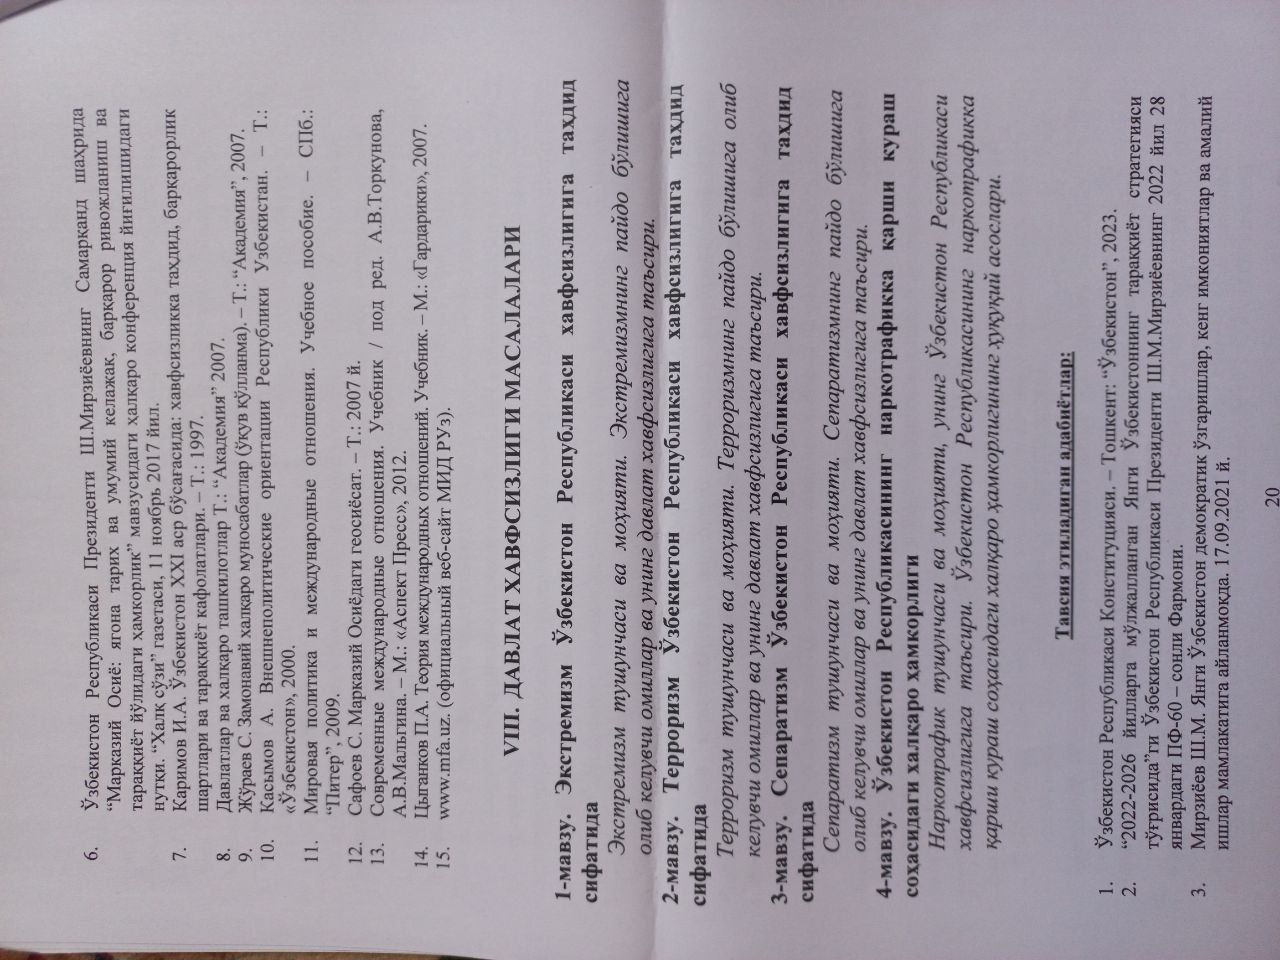 6. Ўзбекистон Республикаси Президенти Ш.Мирзиёевнинг Самарканд шахрида
“Марказий Осиё: ягона тарих ва умумий келажак, баркарор ривожланиш ва
тараккиёт йўлидаги хамкорлик” мавзусидаги халкаро конференция йиғилишидаги
нутки. “Халк сўзи” газетаси, 11 ноябрь 2017 йил.
7. Каримов И.А. Ўзбекистон XXI аср бўсағасида: хавфсизликка таҳдид, баркарорлик
шартлари ва тараккиёт кафолатлари. – Т.: 1997.
8. Давлатлар ва халкаро ташкилотлар Т.: “Академия” 2007.
9. Жўраев С. Замонавий халкаро муносабатлар (ўқув қўлланма). – Т.: “Академия”, 2007.
10. Касымов А. Внешнеполитические ориентации Республики Узбекистан. – Т.:
«Ўзбекистон», 2000.
11. Мировая политика и международные отношения. Учебное пособие. – СПб.:
“Питер”, 2009.
12. Сафоев С. Марказий Осиёдаги геосиёсат. – Т.: 2007 й.
13. Современные международные отношения. Учебник / под ред. А.В.Торкунова,
А.В.Мальгина. – М.: «Аспект Пресс», 2012.
14. Цыганков П.А. Теория международных отношений. Учебник. – М.: «Гардарики», 2007.
15. www.mfa.uz. (официальный веб-сайт МИД РУз).
VIII. ДАВЛАТ ХАВФСИЗЛИГИ МАСАЛАЛАРИ
1-мавзу. Экстремизм Ўзбекистон Республикаси хавфсизлигига таҳдид
сифатида
Экстремизм тушунчаси ва моҳияти. Экстремизмнинг пайдо бўлишига
олиб келувчи омиллар ва унинг давлат хавфсизлигига таъсири.
2-мавзу. Терроризм Ўзбекистон Республикаси хавфсизлигига таҳдид
сифатида
Терроризм тушунчаси ва моҳияти. Терроризмнинг пайдо бўлишига олиб
келувчи омиллар ва унинг давлат хавфсизлигига таъсири.
3-мавзу. Сепаратизм Ўзбекистон Республикаси хавфсизлигига таҳдид
сифатида
Сепаратизм тушунчаси ва моҳияти. Сепаратизмнинг пайдо бўлишига
олиб келувчи омиллар ва унинг давлат хавфсизлигига таъсири.
4-мавзу. Ўзбекистон Республикасининг наркотрафикка қарши кураш
соҳасидаги халқаро ҳамкорлиги
Наркотрафик тушунчаси ва моҳияти, унинг Ўзбекистон Республикаси
хавфсизлигига таъсири. Ўзбекистон Республикасининг наркотрафикка
қарши кураш соҳасидаги халқаро ҳамкорлигининг ҳуқуқий асослари.
Тавсия этиладиган адабиётлар:
1. Ўзбекистон Республикаси Конституцияси. – Тошкент: “Ўзбекистон”, 2023.
2. “2022-2026 йилларга мўлжалланган Янги Ўзбекистоннинг тараққиёт стратегияси
тўғрисида”ги Ўзбекистон Республикаси Президенти Ш.М.Мирзиёевнинг 2022 йил 28
январдаги ПФ-60 – сонли Фармони.
3. Мирзиёев Ш.М. Янги Ўзбекистон демократик ўзгаришлар, кенг имкониятлар ва амалий
ишлар мамлакатига айланмоқда. 17.09.2021 й.
20